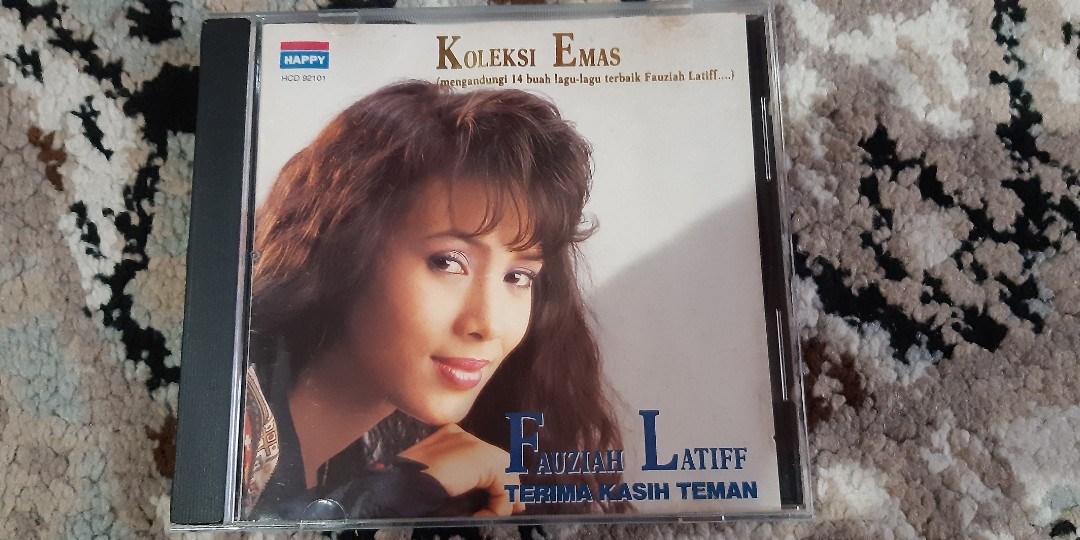 HAPPY
HCD 92101
KOLEKSI EMAS
(mengandungi 14 buah lagu-lagu terbaik Fauziah Latiff....)
FAUZIAH LATIFF
TERIMA KASIH TEMAN